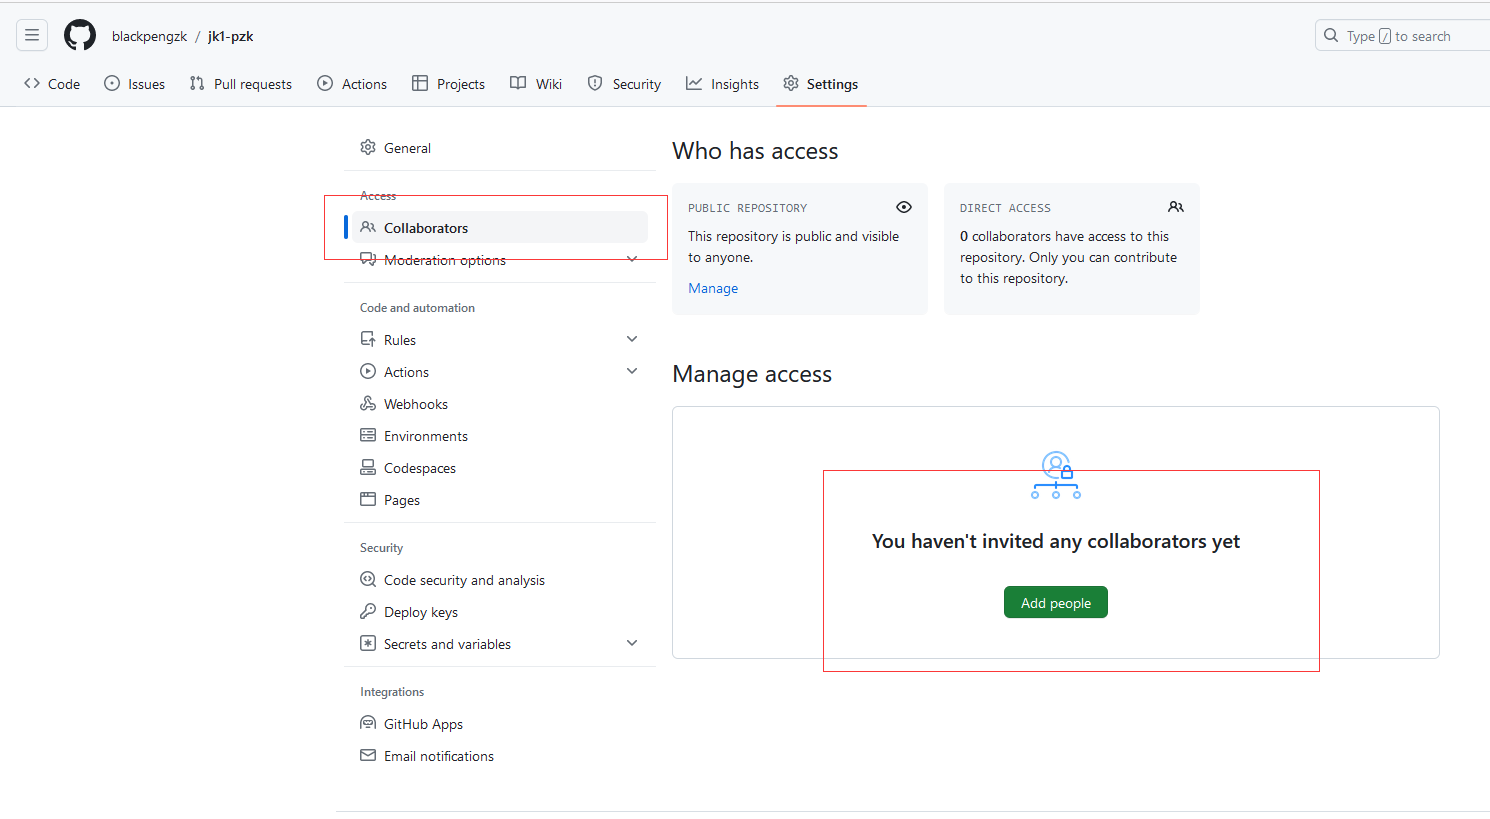 blackpengzk / jk1-pzk
Type / to search
Code
Issues
Pull requests
Actions
Projects
Wiki
Security
Insights
Settings
General
Access
Collaborators
Moderation options
Code and automation
Rules
Actions
Webhooks
Environments
Codespaces
Pages
Security
Code security and analysis
Deploy keys
Secrets and variables
Integrations
GitHub Apps
Email notifications
Who has access
PUBLIC REPOSITORY
This repository is public and visible
to anyone.
Manage
DIRECT ACCESS
0 collaborators have access to this
repository. Only you can contribute
to this repository.
Manage access
You haven't invited any collaborators yet
Add people